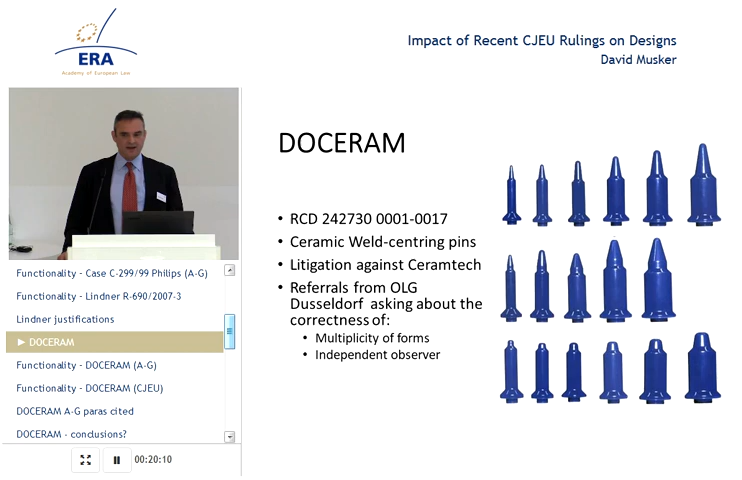 ERA
Academy of European Law
Impact of Recent CJEU Rulings on Designs
David Musker
DOCERAM
• RCD 242730 0001-0017
• Ceramic Weld-centring pins
• Litigation against Ceramtech
• Referrals from OLG
Dusseldorf asking about the
correctness of:
• Multiplicity of forms
• Independent observer
Functionality - Case C-299/99 Philips (A-G)
Functionality - Lindner R-690/2007-3
Lindner justifications
► DOCERAM
Functionality - DOCERAM (A-G)
Functionality - DOCERAM (CJEU)
DOCERAM A-G paras cited
DOCERAM - conclusions?
00:20:10